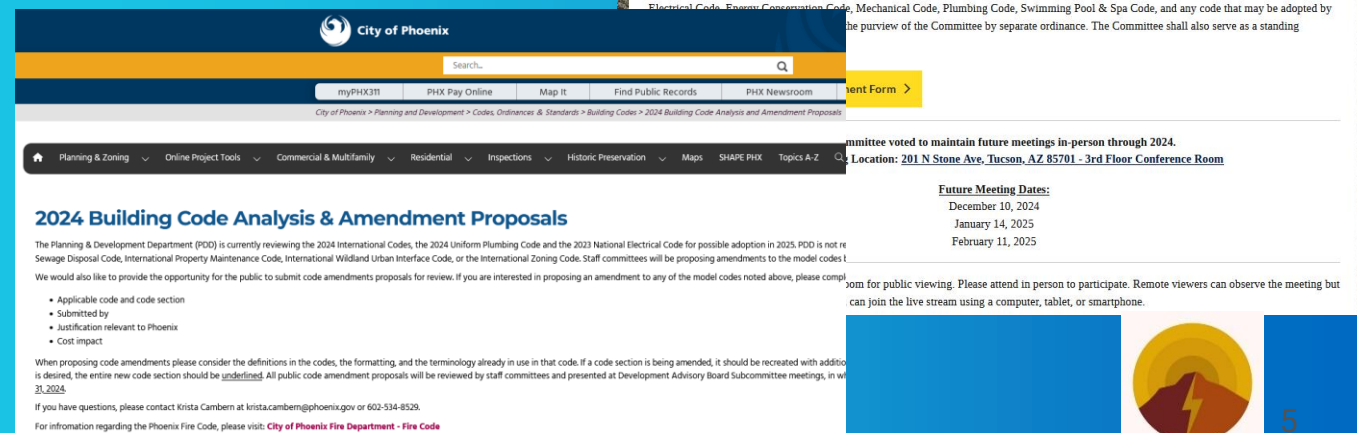 City of Phoenix
Search...
myPHX311 PHX Pay Online Map It Find Public Records PHX Newsroom
City of Phoenix > Planning and Development > Codes, Ordinances & Standards > Building Codes > 2024 Building Code Analysis and Amendment Proposals
Planning & Zoning Online Project Tools Commercial & Multifamily Residential Inspections Historic Preservation Maps SHAPE PHX Topics A-Z
2024 Building Code Analysis & Amendment Proposals
The Planning & Development Department (PDD) is currently reviewing the 2024 International Codes, the 2024 Uniform Plumbing Code and the 2023 National Electrical Code for possible adoption in 2025. PDD is not re
Sewage Disposal Code, International Property Maintenance Code, International Wildland Urban Interface Code, or the International Zoning Code. Staff committees will be proposing amendments to the model codes
We would also like to provide the opportunity for the public to submit code amendments proposals for review. If you are interested in proposing an amendment to any of the model codes noted above, please compl
• Applicable code and code section
• Submitted by
• Justification relevant to Phoenix
• Cost impact
When proposing code amendments please consider the definitions in the codes, the formatting, and the terminology already in use in that code. If a code section is being amended, it should be recreated with additio
is desired, the entire new code section should be underlined. All public code amendment proposals will be reviewed by staff committees and presented at Development Advisory Board Subcommittee meetings, in
31, 2024.
If you have questions, please contact Krista Cambern at krista.cambern@phoenix.gov or 602-534-8529.
For infromation regarding the Phoenix Fire Code, please visit: City of Phoenix Fire Department - Fire Code
Electrical Code, Energy Conservation Code, Mechanical Code, Plumbing Code, Swimming Pool & Spa Code, and any code that may be adopted by
he purview of the Committee by separate ordinance. The Committee shall also serve as a standing
ent Form
mmittee voted to maintain future meetings in-person through 2024.
Location: 201 N Stone Ave, Tucson, AZ 85701 - 3rd Floor Conference Room
Future Meeting Dates:
December 10, 2024
January 14, 2025
February 11, 2025
oom for public viewing. Please attend in person to participate. Remote viewers can observe the meeting but
can join the live stream using a computer, tablet, or smartphone.
5